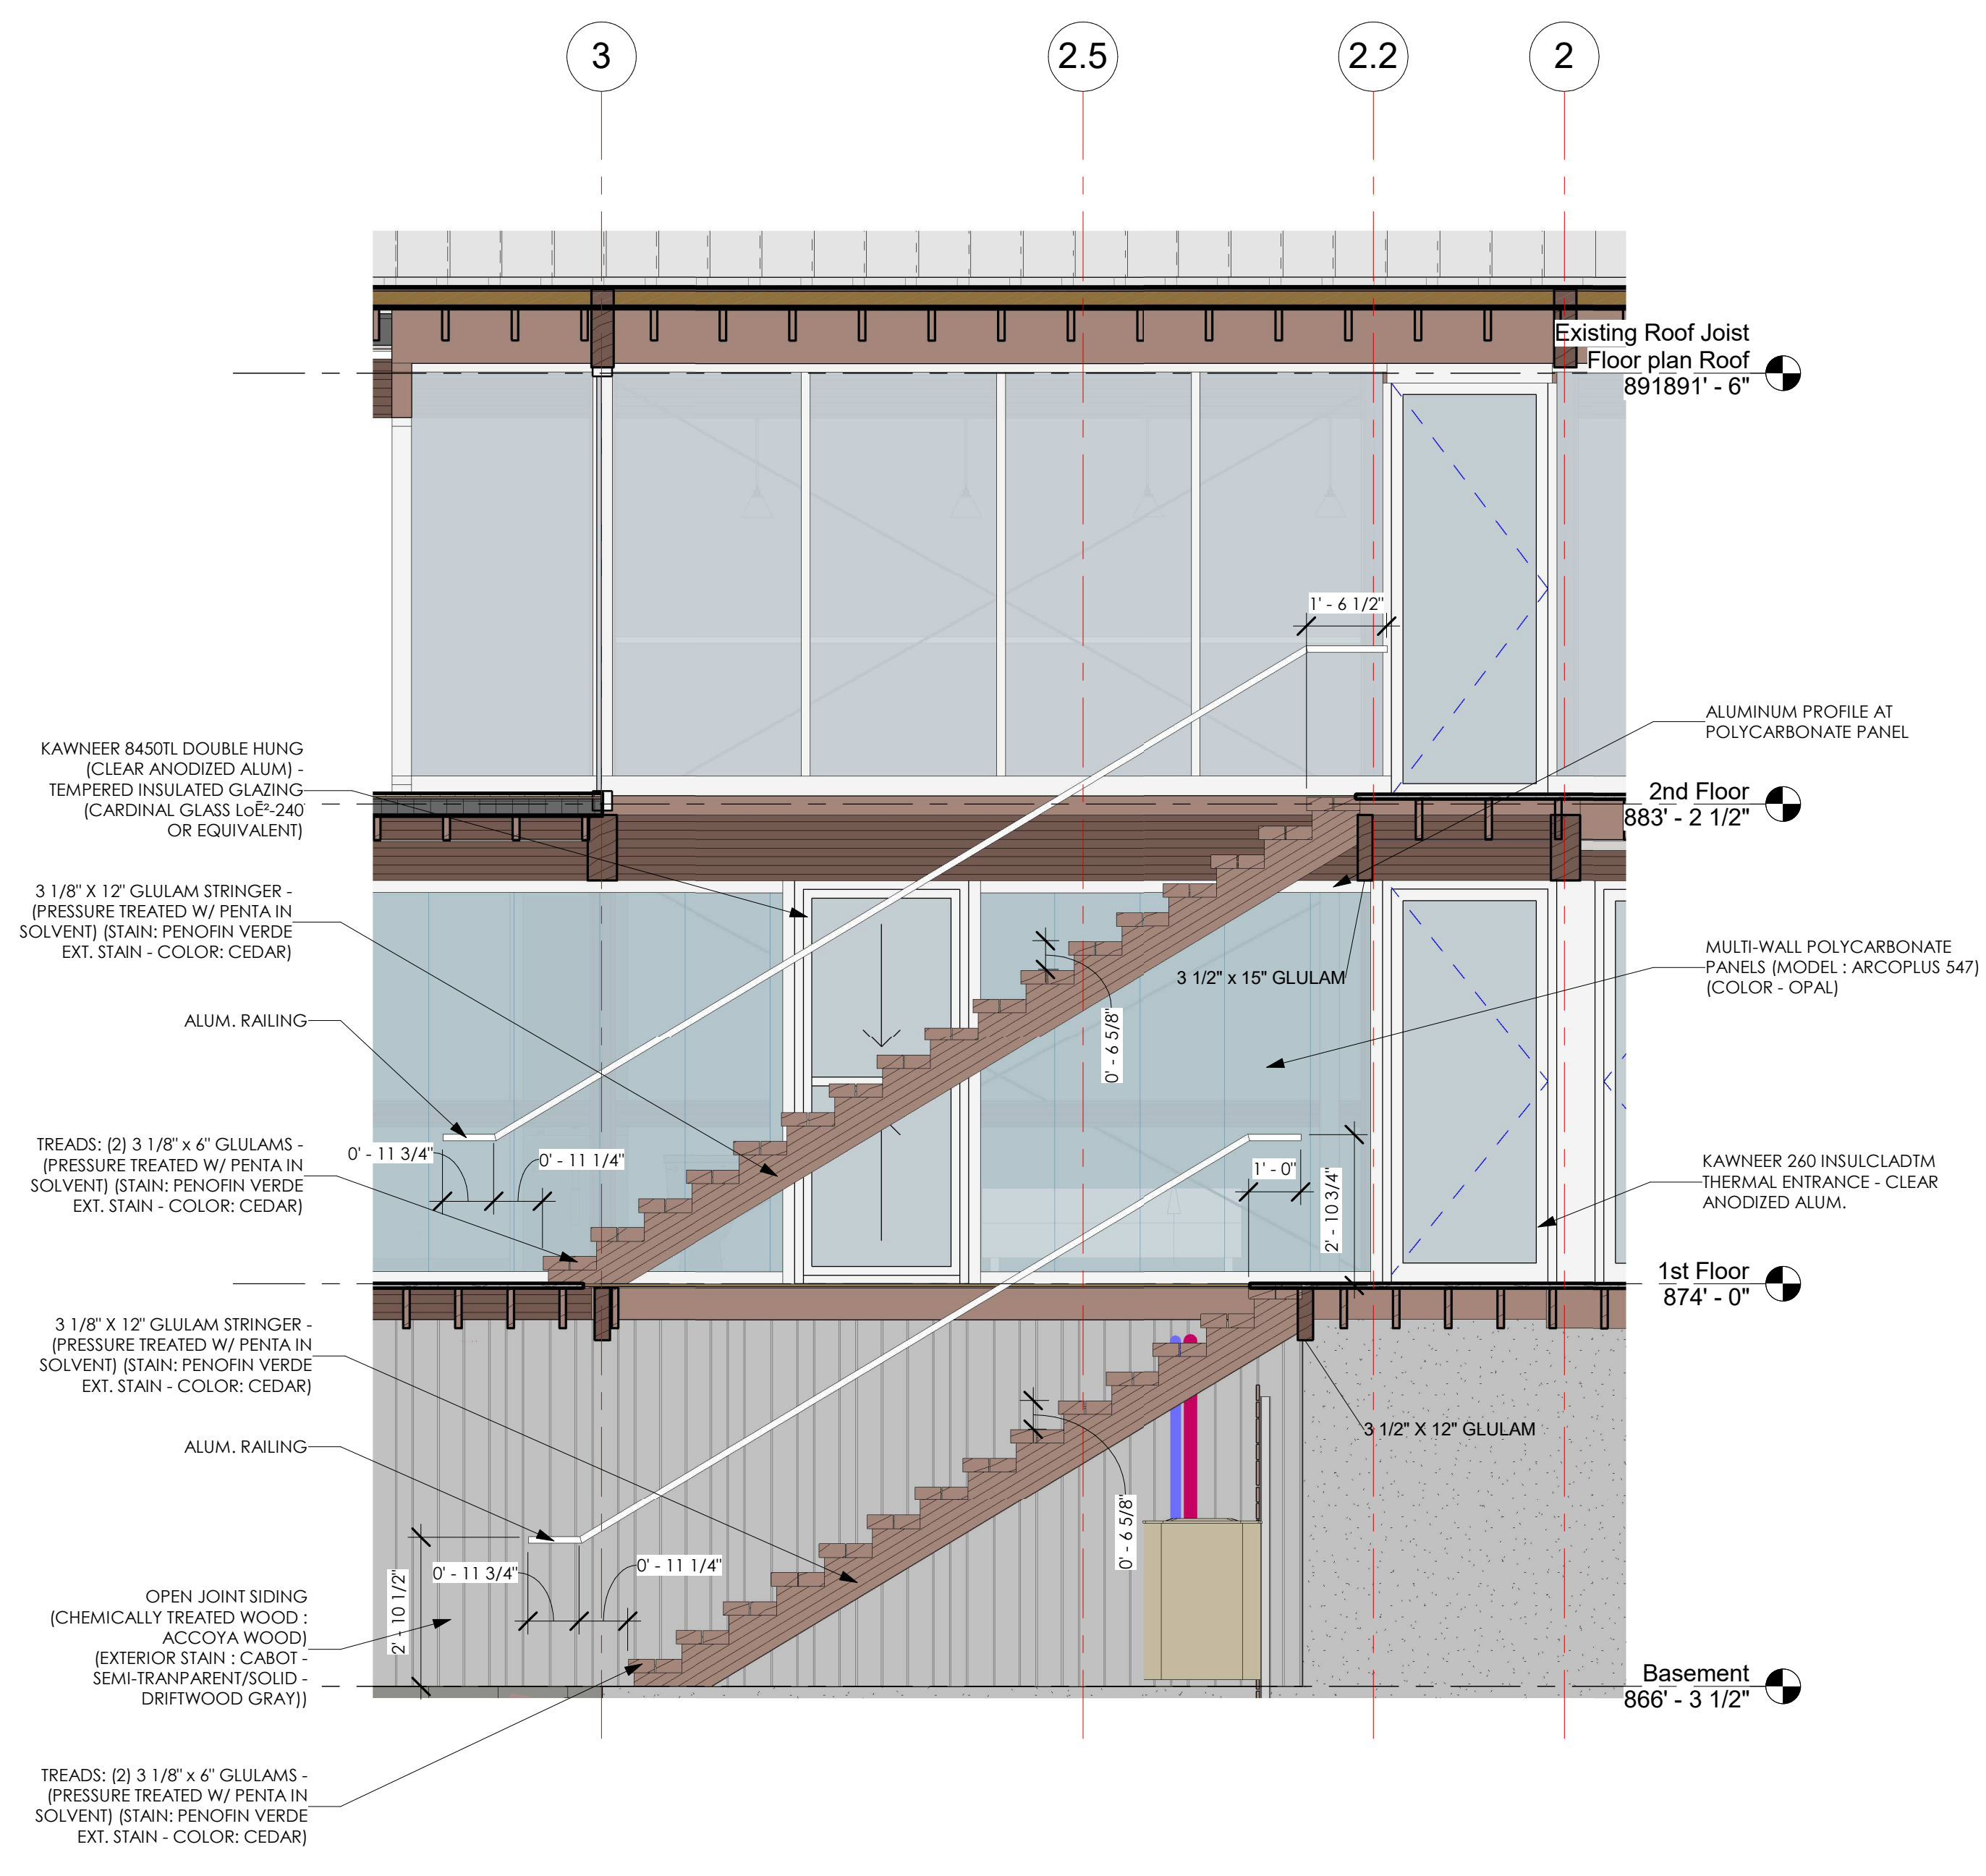 3
2.5
2.2
2
Existing Roof Joist
Floor plan Roof
891891' - 6"
1' - 6 1/2"
ALUMINUM PROFILE AT
POLYCARBONATE PANEL
KAWNEER 8450TL DOUBLE HUNG
(CLEAR ANODIZED ALUM) -
TEMPERED INSULATED GLAZING
(CARDINAL GLASS LoĒ²-240
OR EQUIVALENT)
2nd Floor
883' - 2 1/2"
3 1/8" X 12" GLULAM STRINGER -
(PRESSURE TREATED W/ PENTA IN
SOLVENT) (STAIN: PENOFIN VERDE
EXT. STAIN - COLOR: CEDAR)
3 1/2" x 15" GLULAM
MULTI-WALL POLYCARBONATE
PANELS (MODEL : ARCOPLUS 547)
(COLOR - OPAL)
ALUM. RAILING
0' - 6 5/8"
TREADS: (2) 3 1/8" x 6" GLULAMS -
(PRESSURE TREATED W/ PENTA IN
SOLVENT) (STAIN: PENOFIN VERDE
EXT. STAIN - COLOR: CEDAR)
0' - 11 3/4"
0' - 11 1/4"
1' - 0"
2' - 10 3/4"
KAWNEER 260 INSULCLADTM
THERMAL ENTRANCE - CLEAR
ANODIZED ALUM.
1st Floor
874' - 0"
3 1/8" X 12" GLULAM STRINGER -
(PRESSURE TREATED W/ PENTA IN
SOLVENT) (STAIN: PENOFIN VERDE
EXT. STAIN - COLOR: CEDAR)
3 1/2" X 12" GLULAM
ALUM. RAILING
0' - 6 5/8"
0' - 11 3/4"
0' - 11 1/4"
2' - 10 1/2"
OPEN JOINT SIDING
(CHEMICALLY TREATED WOOD :
ACCOYA WOOD)
(EXTERIOR STAIN : CABOT -
SEMI-TRANPARENT/SOLID -
DRIFTWOOD GRAY))
Basement
866' - 3 1/2"
TREADS: (2) 3 1/8" x 6" GLULAMS -
(PRESSURE TREATED W/ PENTA IN
SOLVENT) (STAIN: PENOFIN VERDE
EXT. STAIN - COLOR: CEDAR)